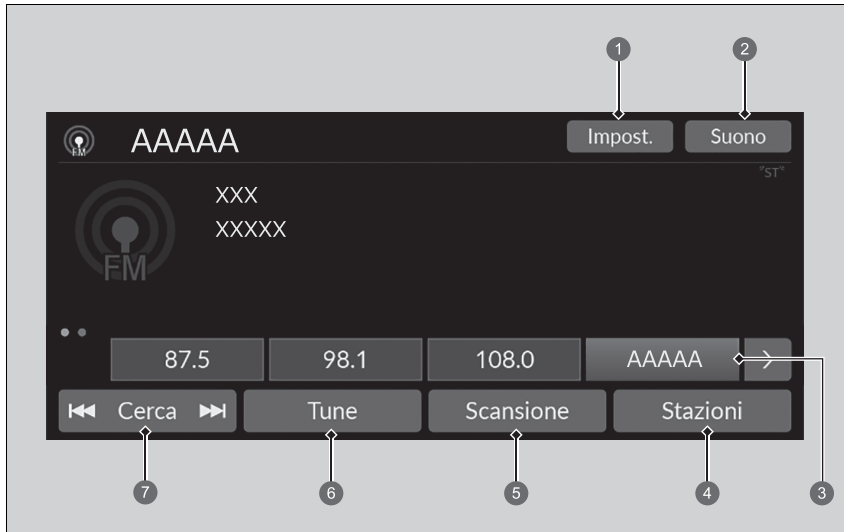 1 2
FM AAAAA Impost. Suono
"ST"
XXX
XXXXX
FM
87.5 98.1 108.0 AAAAA >
Cerca Tune Scansione Stazioni
7 6 5 4 3